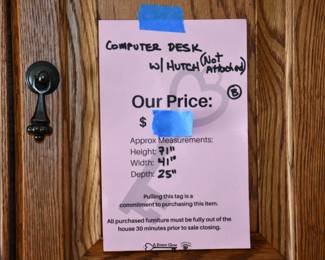 COMPUTER DESK
W/ HUTCH (Not Attached)
B
Our Price:
$
Approx Measurements:
Height: 71"
Width: 41"
Depth: 25"
Pulling this tag is a
commitment to purchasing this item.
All purchased furniture must be fully out of the
house 30 minutes prior to sale closing.